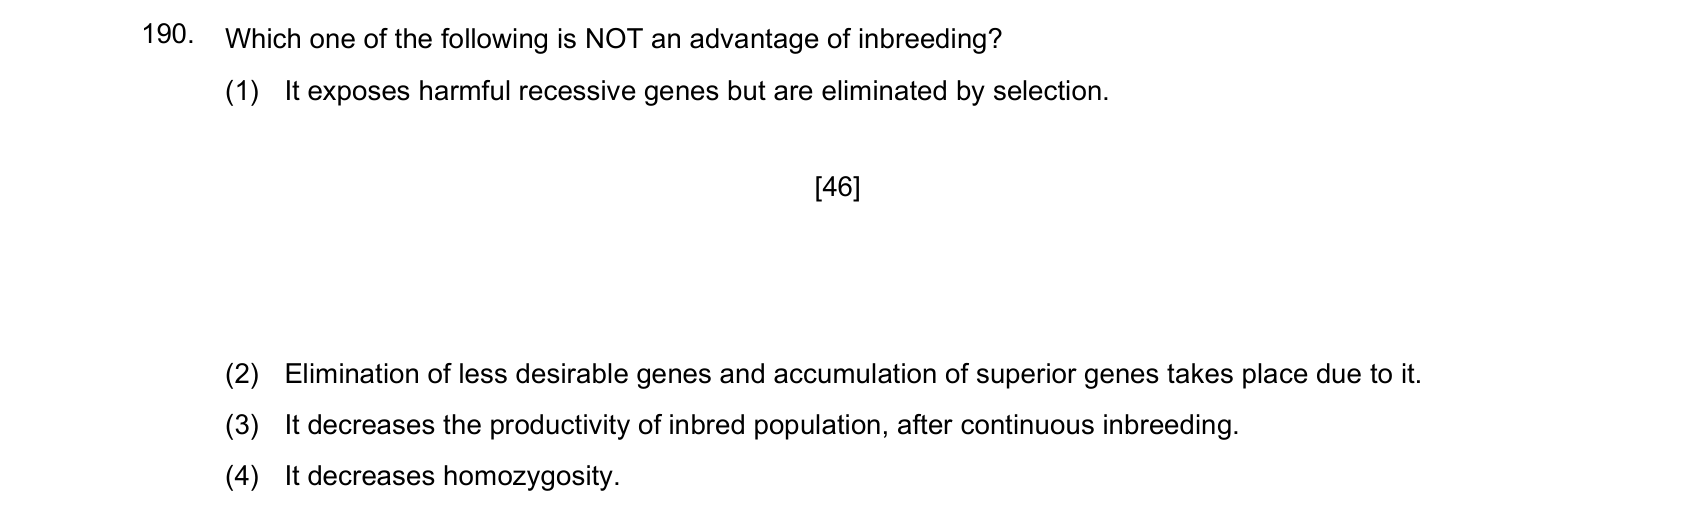 190. Which one of the following is NOT an advantage of inbreeding?
(1) It exposes harmful recessive genes but are eliminated by selection.
[46]
(2) Elimination of less desirable genes and accumulation of superior genes takes place due to it.
(3) It decreases the productivity of inbred population, after continuous inbreeding.
(4) It decreases homozygosity.